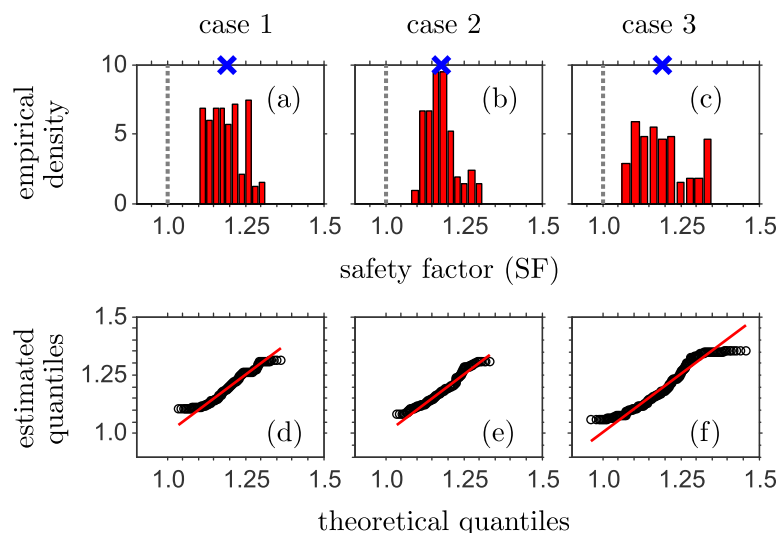 case 1 case 2 case 3
empirical density
10
5
0
(a) (b) (c)
1.0 1.25 1.5 1.0 1.25 1.5 1.0 1.25 1.5
safety factor (SF)
estimated quantiles
1.5
1.25
1.0
(d) (e) (f)
1.0 1.25 1.5 1.0 1.25 1.5 1.0 1.25 1.5
theoretical quantiles